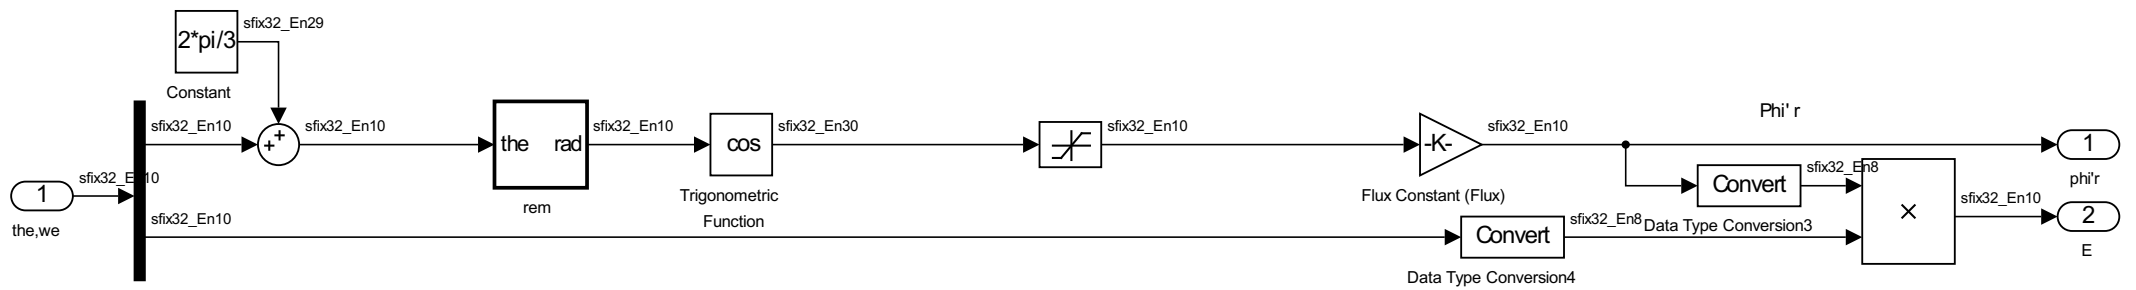 2*pi/3
sfix32_En29
Constant
sfix32_En10
sfix32_En10
the rad
rem
sfix32_En10
cos
Trigonometric
Function
sfix32_En30
sfix32_En10
-K-
Flux Constant (Flux)
sfix32_En10
Phi' r
1
phi'r
1
the,we
sfix32_En10
sfix32_En10
Convert
Data Type Conversion3
sfix32_En8
Convert
Data Type Conversion4
sfix32_En8
×
sfix32_En10
2
E